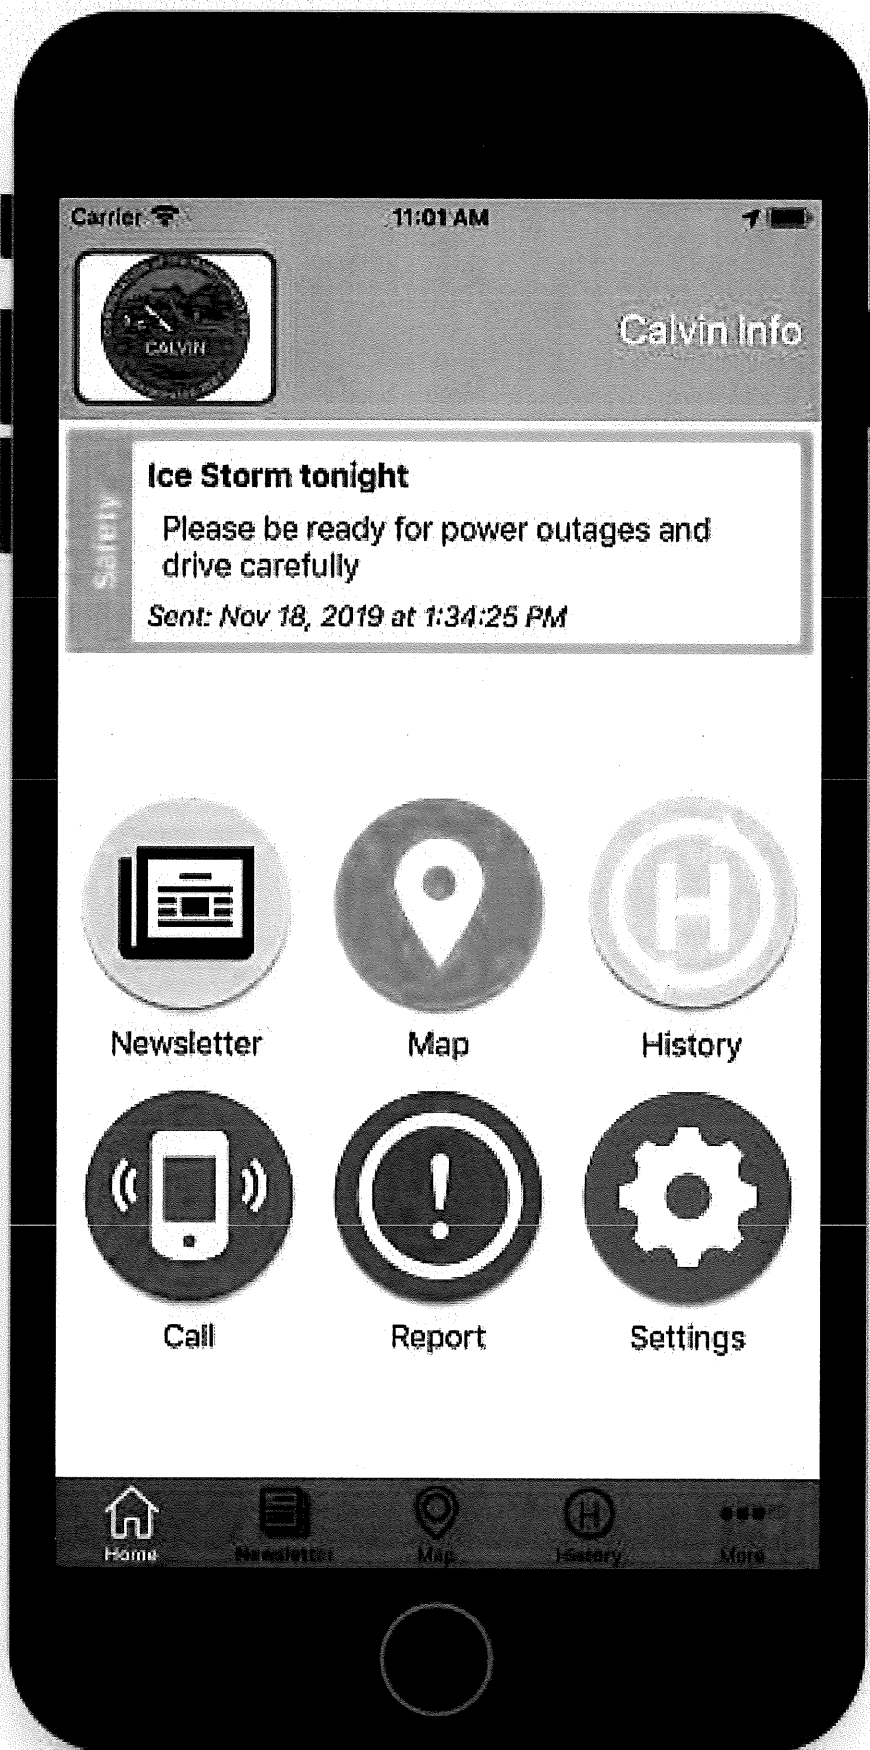 Carrier 11:01 AM
CALVIN
Calvin Info
Safety
Ice Storm tonight
Please be ready for power outages and
drive carefully
Sent: Nov 18, 2019 at 1:34:25 PM
Newsletter Map History
Call Report Settings
Home Newsletter Map History More